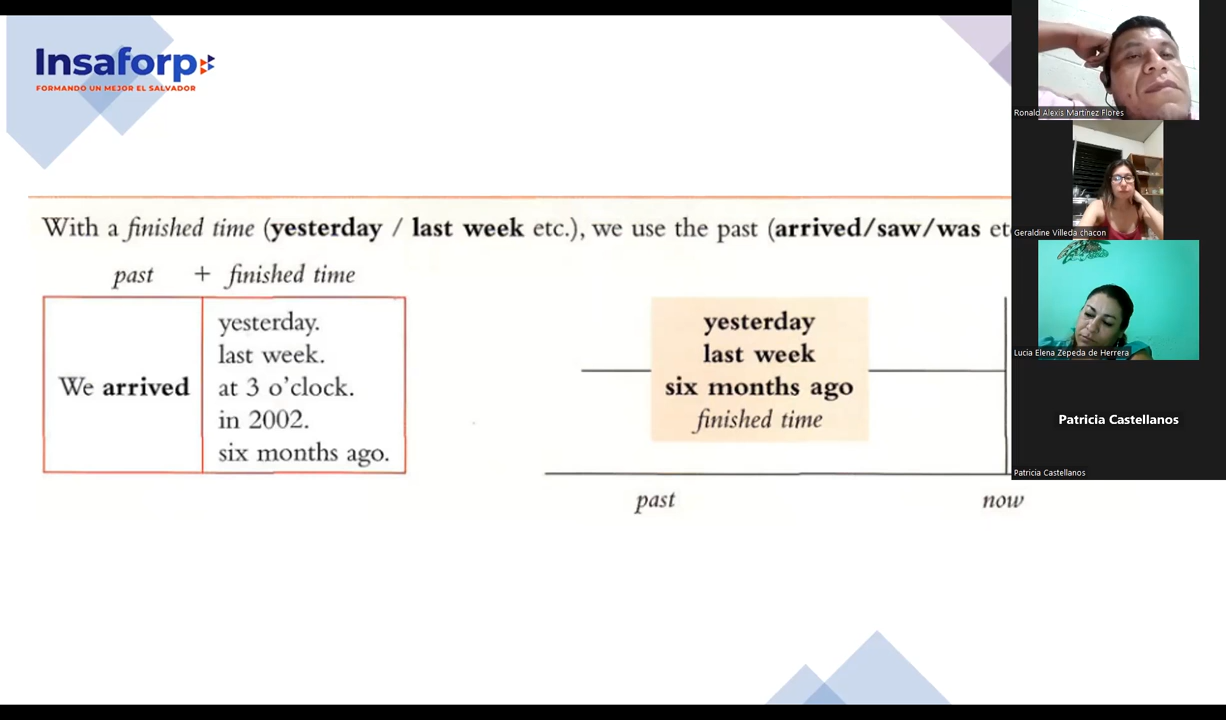 Insaforp
FORMANDO UN MEJOR EL SALVADOR
With a finished time (yesterday / last week etc.), we use the past (arrived/saw/was et
past + finished time
We arrived
yesterday.
last week.
at 3 o'clock.
in 2002.
six months ago.
yesterday
last week
six months ago
finished time
past
now
Ronald Alexis Martínez Flores
Geraldine Villeda chacon
Lucia Elena Zepeda de Herrera
Patricia Castellanos
Patricia Castellanos